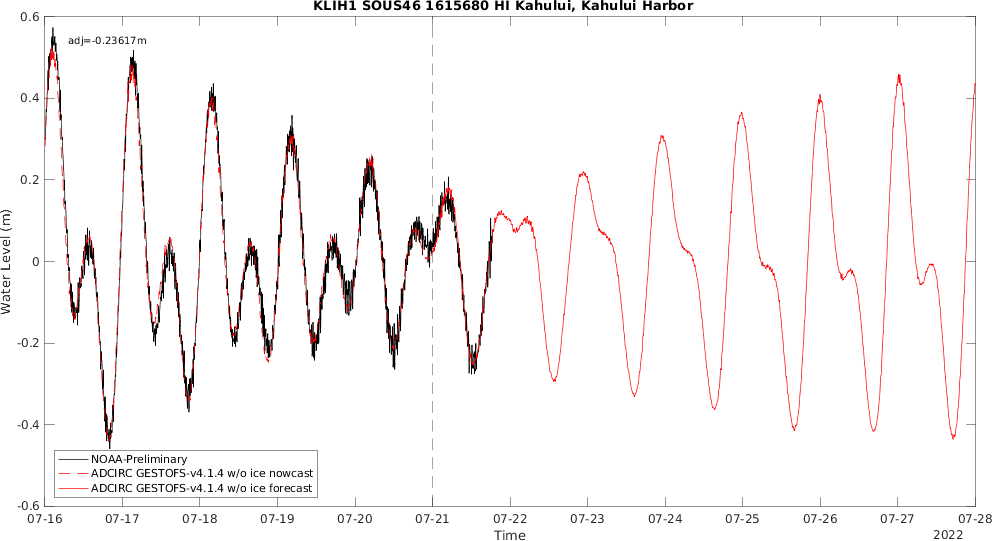 KLIH1 SOUS46 1615680 HI Kahului, Kahului Harbor
adj=-0.23617m
0.6
0.4
0.2
0
-0.2
-0.4
-0.6
Water Level (m)
NOAA-Preliminary
ADCIRC GESTOFS-v4.1.4 w/o ice nowcast
ADCIRC GESTOFS-v4.1.4 w/o ice forecast
07-16 07-17 07-18 07-19 07-20 07-21 07-22 07-23 07-24 07-25 07-26 07-27 07-28
Time
2022